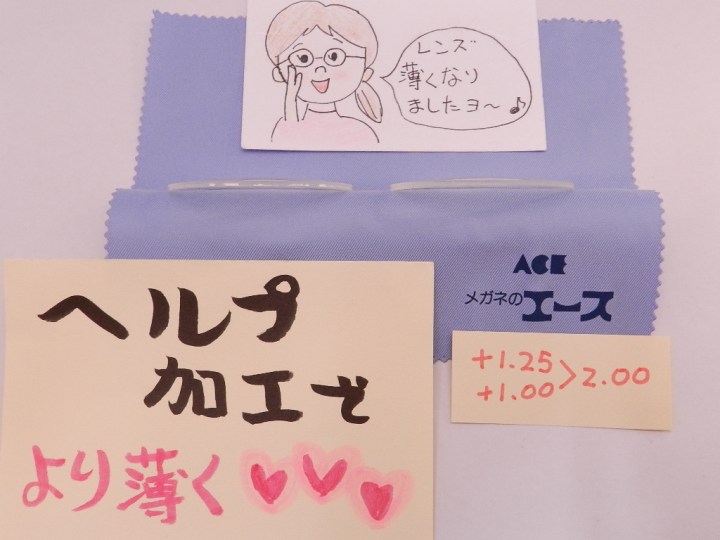 レンズ
薄くなり
ましたヨ〜♪
ACE
メガネのエース
ヘルプ
加工で
より薄く
+1.25
+1.00>2.00